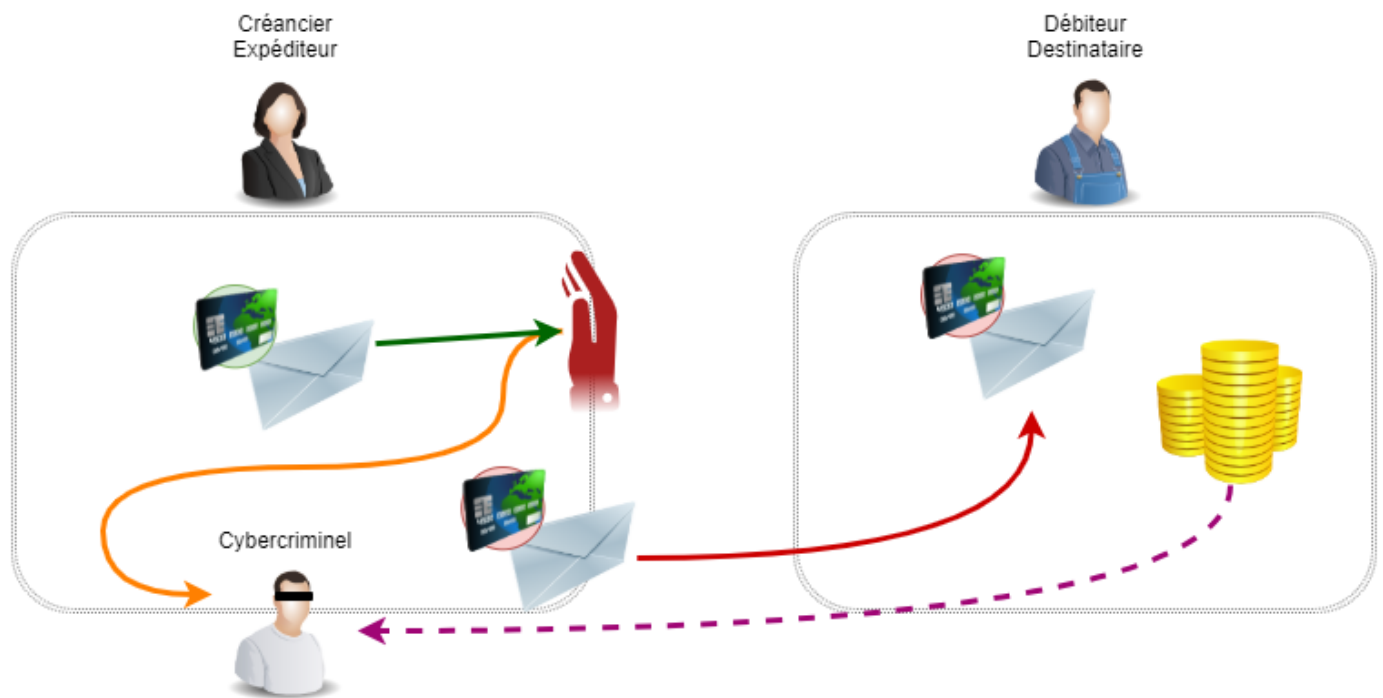 Créancier
Expéditeur
Débiteur
Destinataire
Cybercriminel